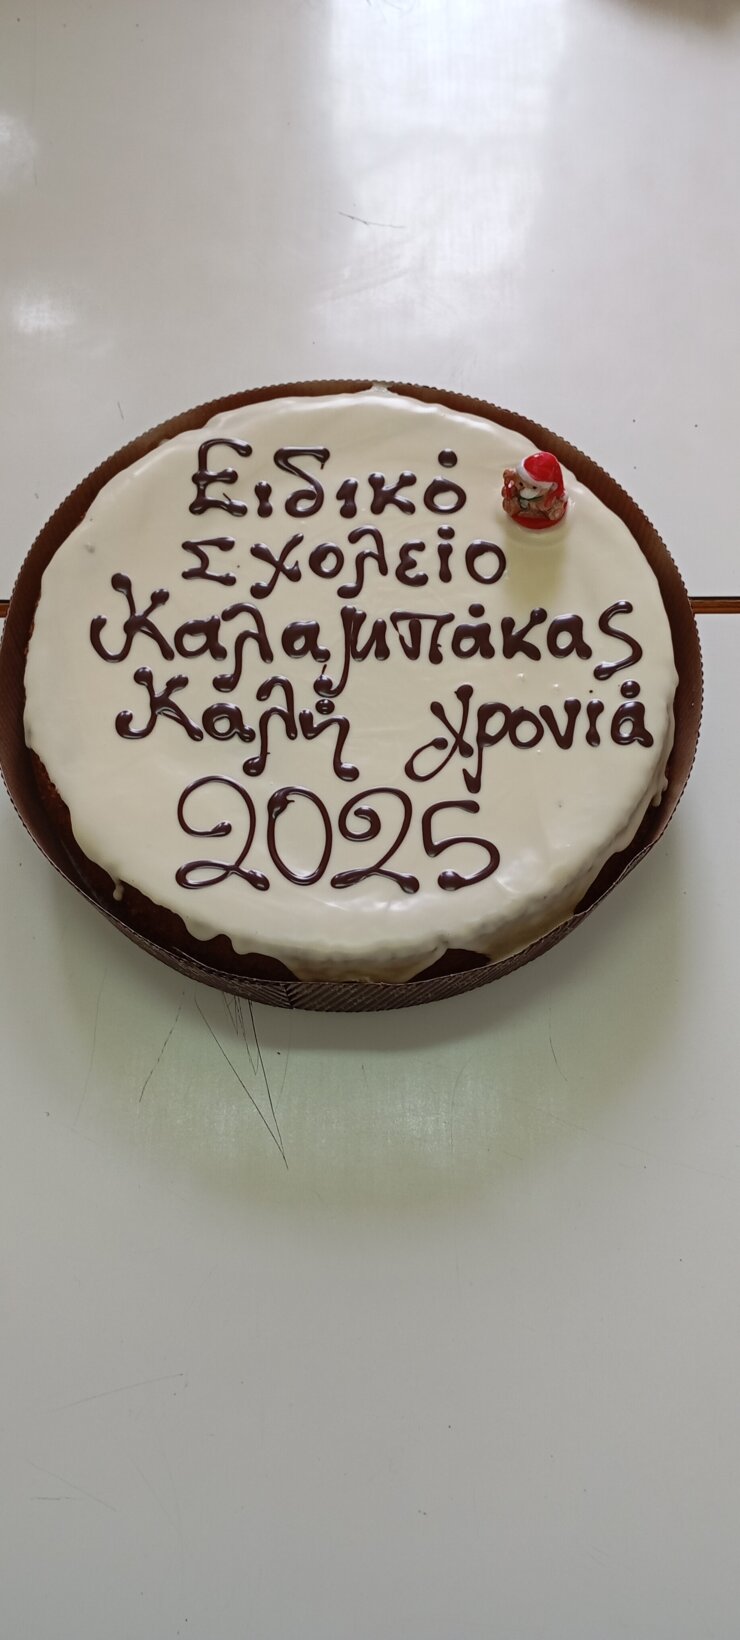 Ειδικό
Σχολείο
Καλαμπάκας
Καλή χρονιά
2025